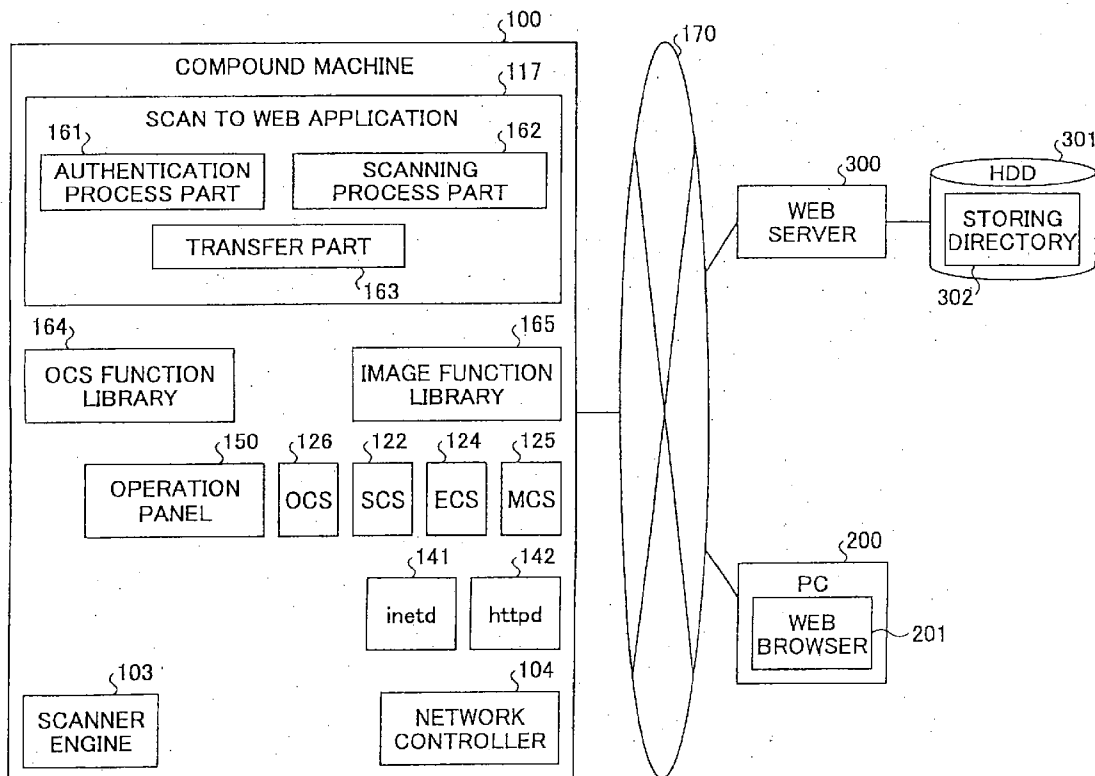 100
170
COMPOUND MACHINE
117
SCAN TO WEB APPLICATION
161
162
AUTHENTICATION
PROCESS PART
SCANNING
PROCESS PART
TRANSFER PART
163
300
301
WEB
SERVER
HDD
STORING
DIRECTORY
302
164
165
OCS FUNCTION
LIBRARY
IMAGE FUNCTION
LIBRARY
150
126
122
124
125
OPERATION
PANEL
OCS
SCS
ECS
MCS
141
142
inetd
httpd
200
PC
WEB
BROWSER
201
103
104
SCANNER
ENGINE
NETWORK
CONTROLLER